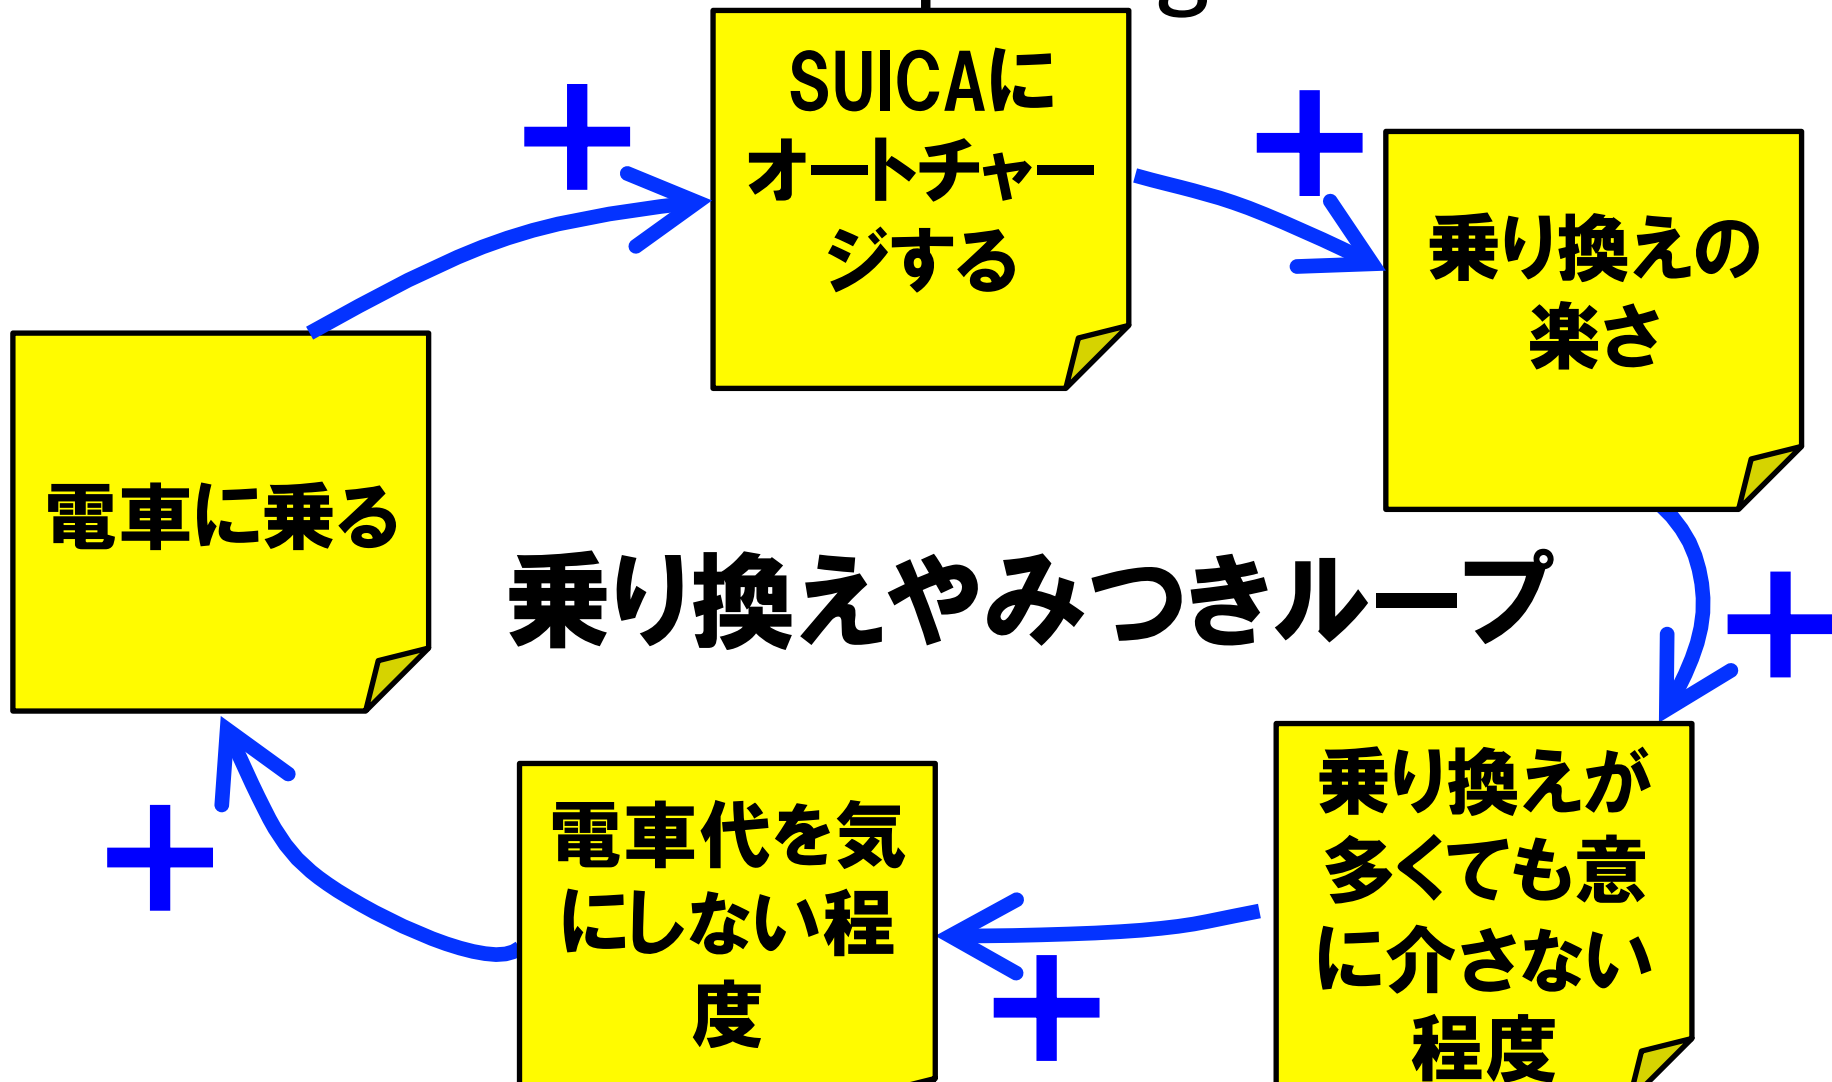 SUICAに
オートチャー
ジする
乗り換えの
楽さ
電車に乗る
乗り換えやみつきループ
乗り換えが
多くても意
に介さない
程度
電車代を気
にしない程
度
+
+
+
+
+